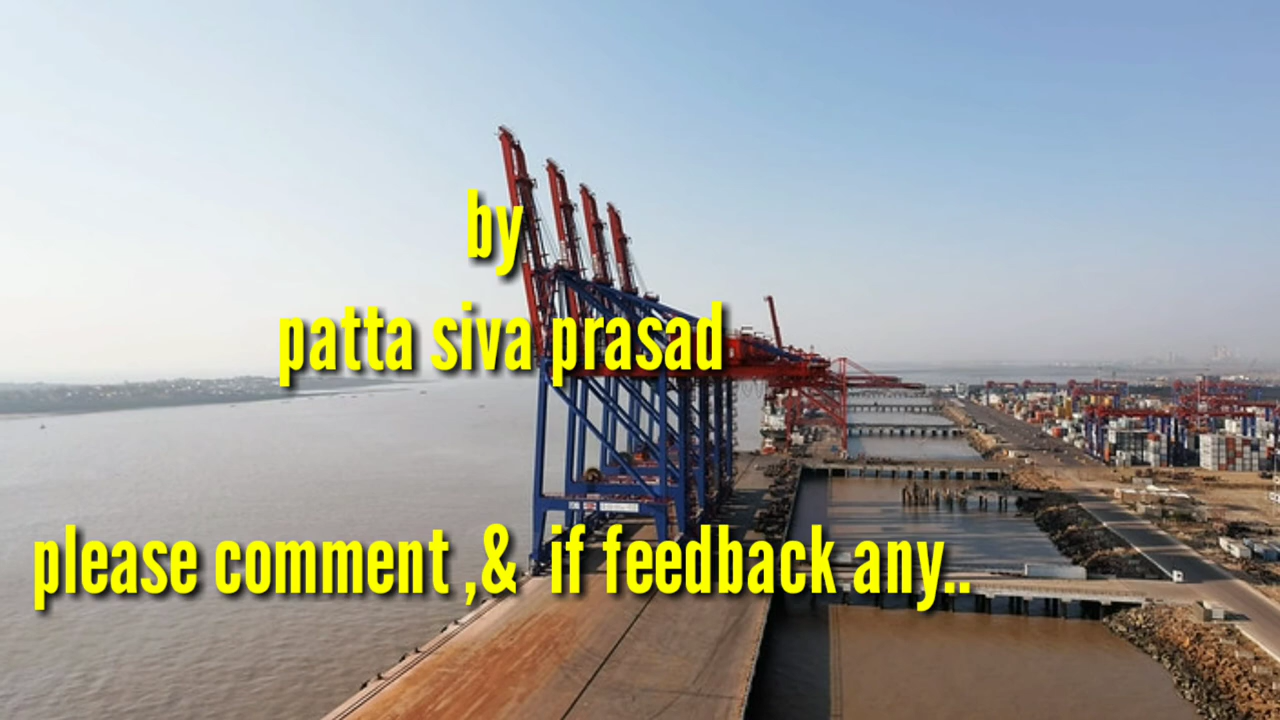 by
patta siva prasad
please comment ,& if feedback any..